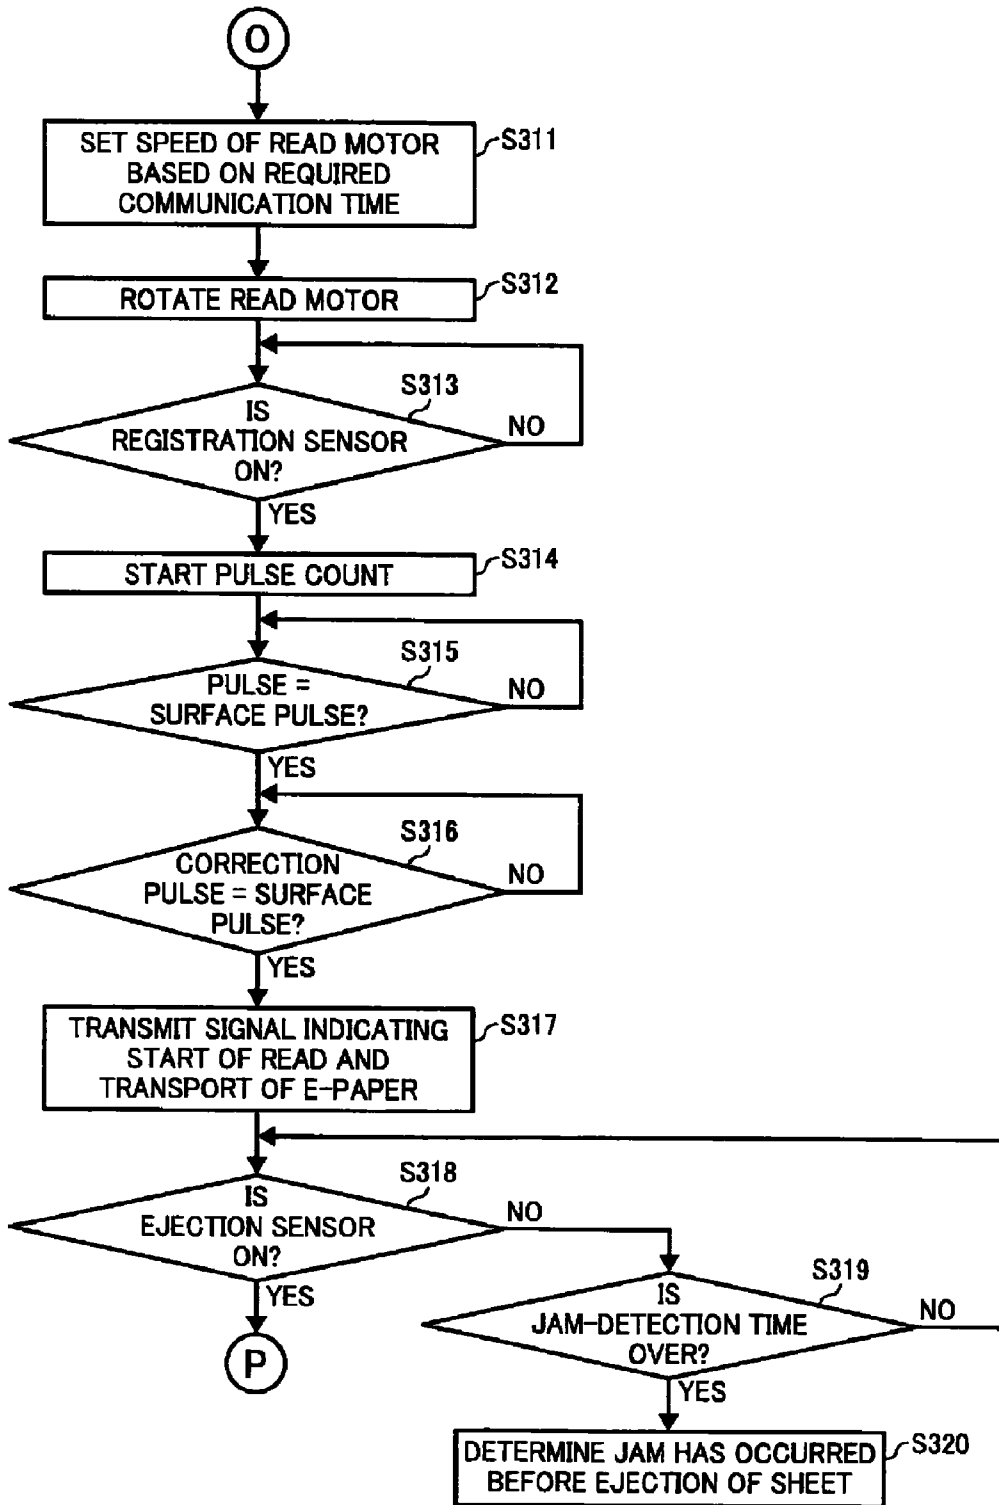 O
SET SPEED OF READ MOTOR
BASED ON REQUIRED
COMMUNICATION TIME
S311
ROTATE READ MOTOR
S312
IS
REGISTRATION SENSOR
ON?
S313
NO
YES
START PULSE COUNT
S314
PULSE =
SURFACE PULSE?
S315
NO
YES
CORRECTION
PULSE = SURFACE
PULSE?
S316
NO
YES
TRANSMIT SIGNAL INDICATING
START OF READ AND
TRANSPORT OF E-PAPER
S317
IS
EJECTION SENSOR
ON?
S318
NO
YES
P
IS
JAM-DETECTION TIME
OVER?
S319
NO
YES
DETERMINE JAM HAS OCCURRED
BEFORE EJECTION OF SHEET
S320